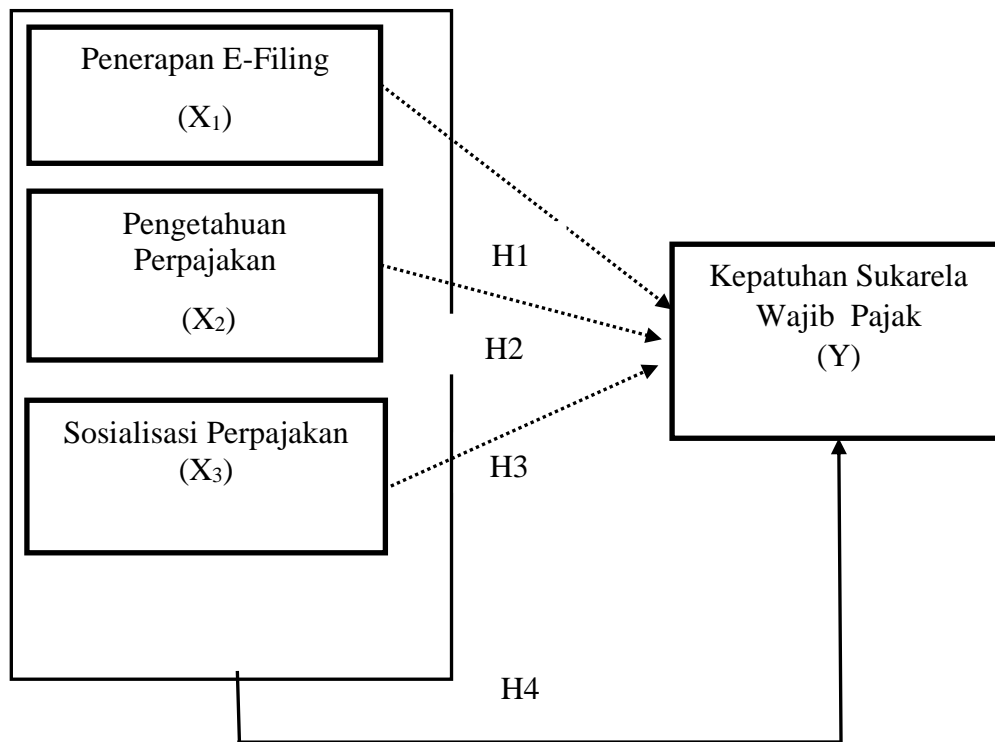 Penerapan E-Filing
(X₁)
Pengetahuan
Perpajakan
(X₂)
Sosialisasi Perpajakan
(X₃)
H1
H2
H3
H4
Kepatuhan Sukarela
Wajib Pajak
(Y)